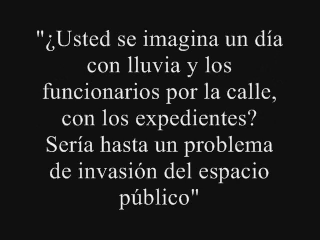 "¿Usted se imagina un día
con lluvia y los
funcionarios por la calle,
con los expedientes?
Sería hasta un problema
de invasión del espacio
público"